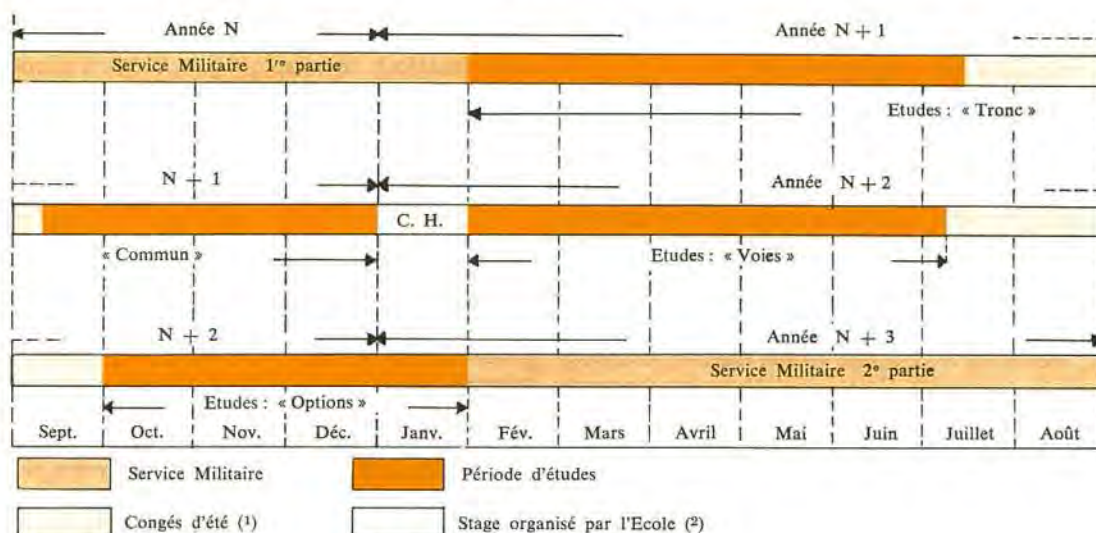 Année N Année N + 1
Service Militaire 1re partie
Etudes : « Tronc »
N + 1 Année N + 2
C. H.
« Commun » Etudes : « Voies »
N + 2 Année N + 3
Service Militaire 2e partie
Etudes : « Options »
Sept. Oct. Nov. Déc. Janv. Fév. Mars Avril Mai Juin Juillet Août
Service Militaire Période d'études
Congés d'été (1) Stage organisé par l'Ecole (2)